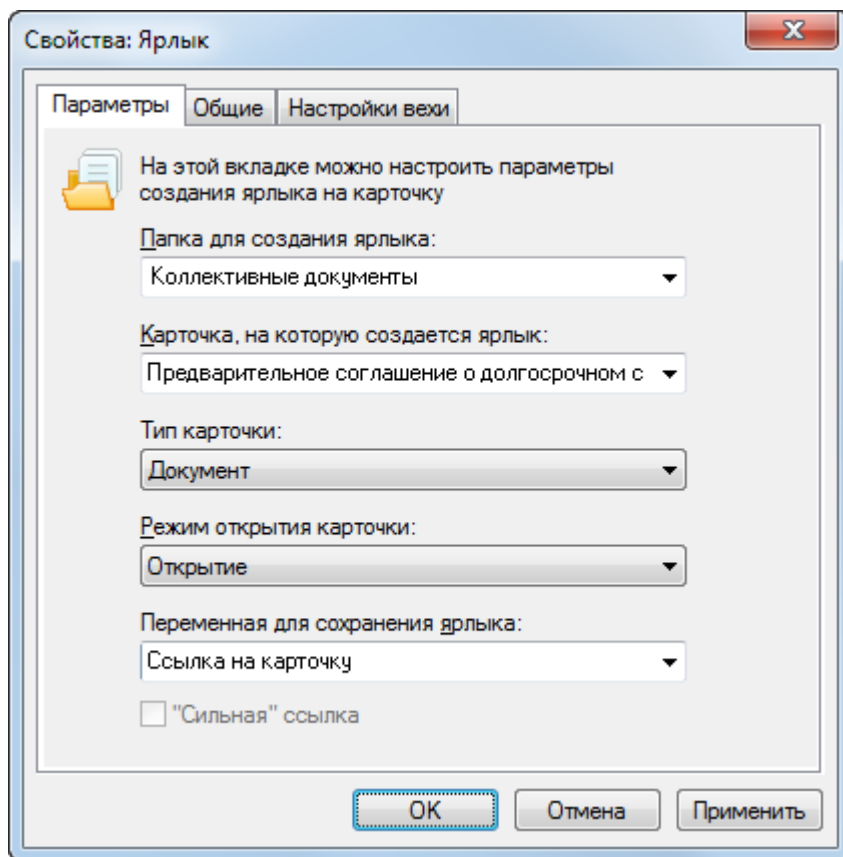 Свойства: Ярлык
Параметры Общие Настройки вехи
На этой вкладке можно настроить параметры
создания ярлыка на карточку
Папка для создания ярлыка:
Коллективные документы
Карточка, на которую создается ярлык:
Предварительное соглашение о долгосрочном с
Тип карточки:
Документ
Режим открытия карточки:
Открытие
Переменная для сохранения ярлыка:
Ссылка на карточку
"Сильная" ссылка
OK Отмена Применить